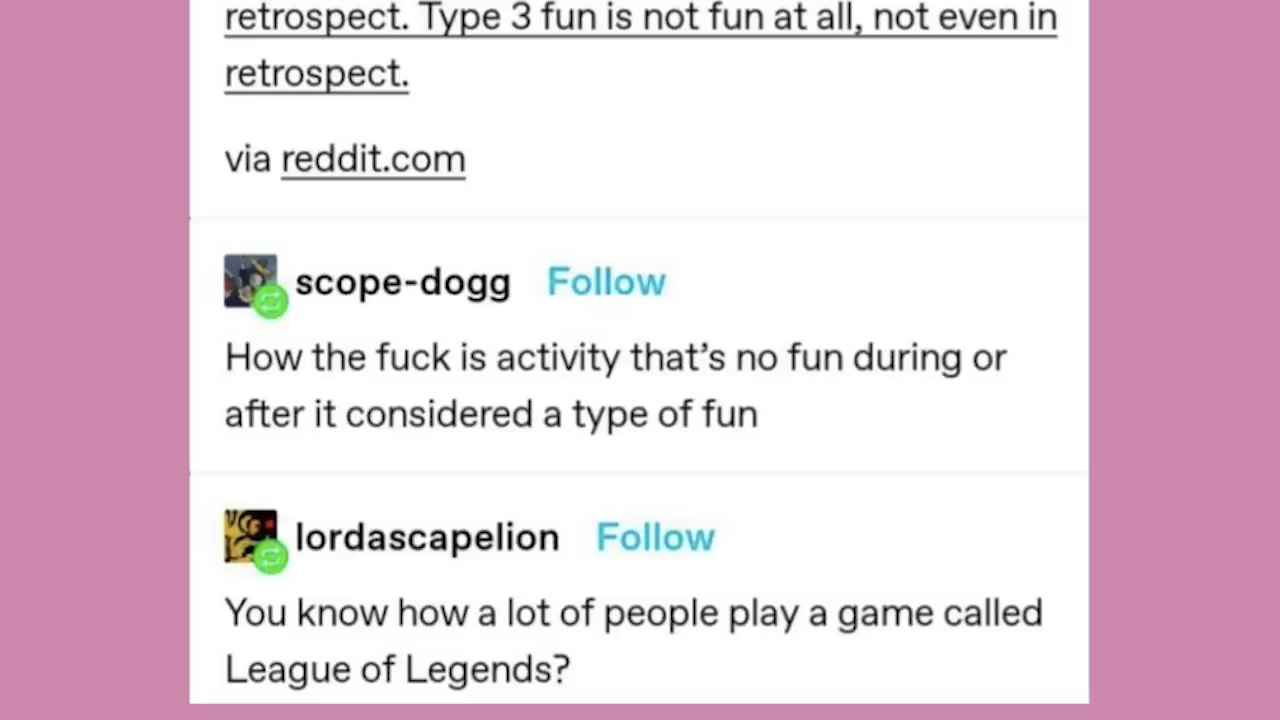 retrospect. Type 3 fun is not fun at all, not even in
retrospect.
via reddit.com
scope-dogg Follow
How the fuck is activity that’s no fun during or
after it considered a type of fun
lordascapelion Follow
You know how a lot of people play a game called
League of Legends?